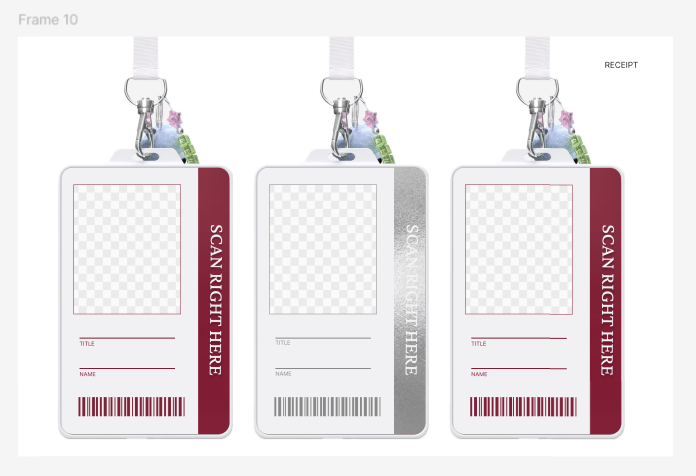 Frame 10
RECEIPT
SCAN RIGHT HERE
TITLE
NAME
SCAN RIGHT HERE
TITLE
NAME
SCAN RIGHT HERE
TITLE
NAME